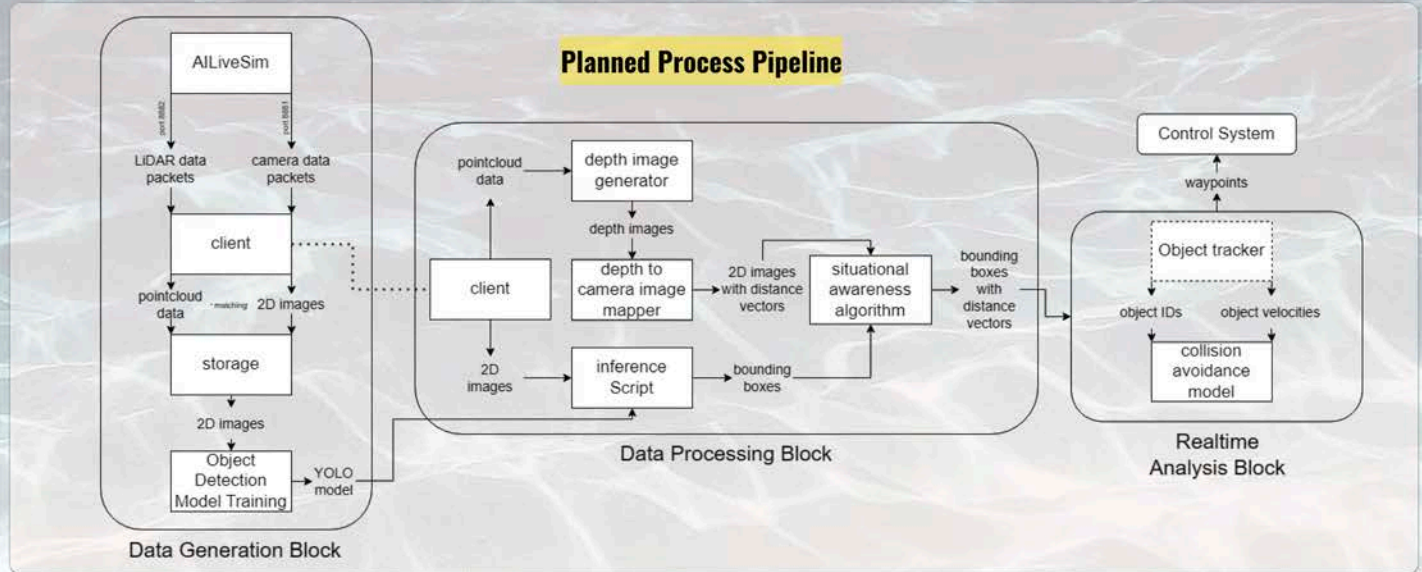 Planned Process Pipeline
AILiveSim
port 8882
port 8881
LiDAR data
packets
camera data
packets
client
pointcloud
data
- matching
2D images
storage
2D images
Object
Detection
Model Training
YOLO
model
Data Generation Block
client
pointcloud
data
depth image
generator
depth images
depth to
camera image
mapper
2D images
with distance
vectors
2D
images
inference
Script
bounding
boxes
situational
awareness
algorithm
bounding
boxes
with
distance
vectors
Data Processing Block
Control System
waypoints
Object tracker
object IDs
object velocities
collision
avoidance
model
Realtime
Analysis Block